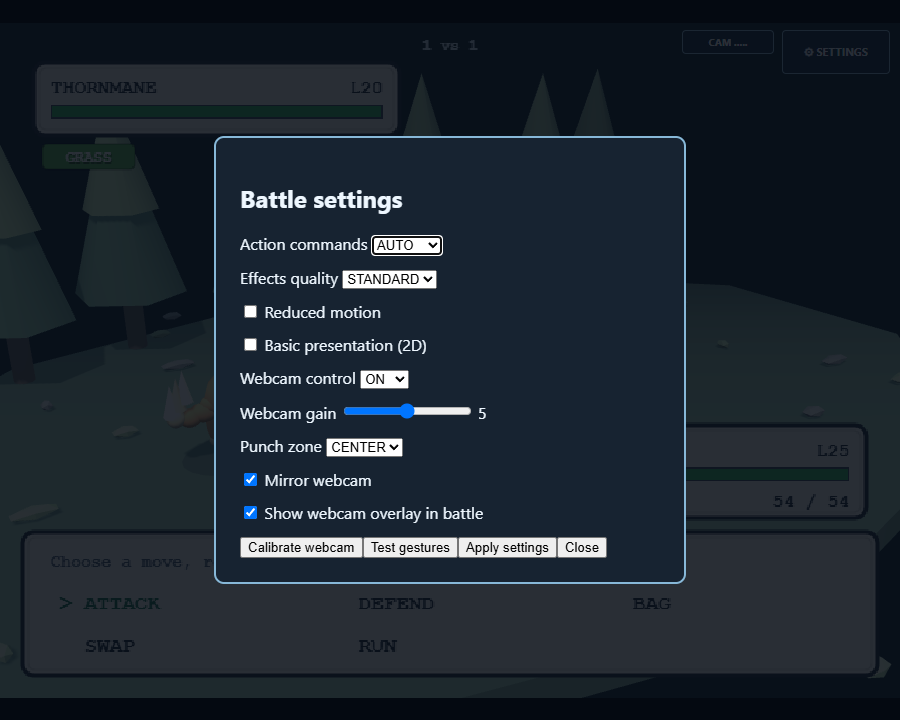 1 vs 1
CAM .....
⚙ SETTINGS
THORNMANE L20
GRASS
Battle settings
Action commands AUTO
Effects quality STANDARD
Reduced motion
Basic presentation (2D)
Webcam control ON
Webcam gain 5
Punch zone CENTER
Mirror webcam
Show webcam overlay in battle
Calibrate webcam Test gestures Apply settings Close
L25
54 / 54
Choose a move,
> ATTACK DEFEND BAG
SWAP RUN